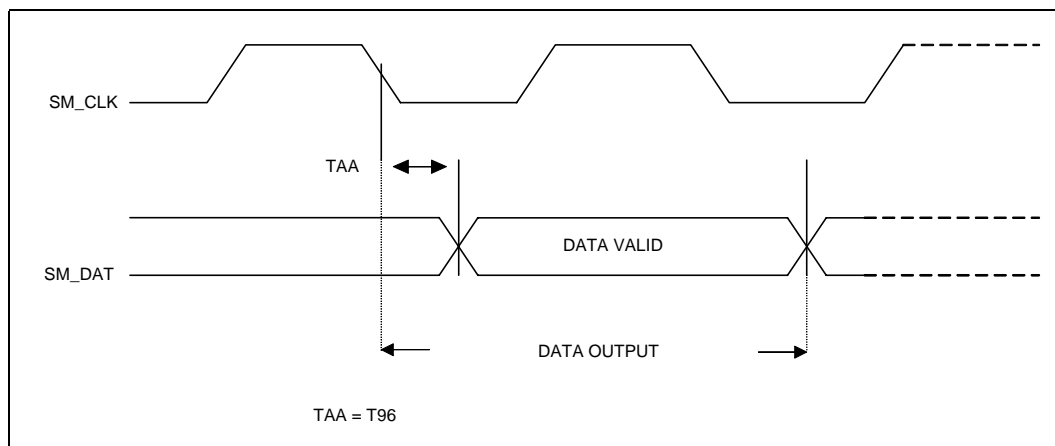 SM_CLK
TAA
DATA VALID
SM_DAT
DATA OUTPUT
TAA = T96